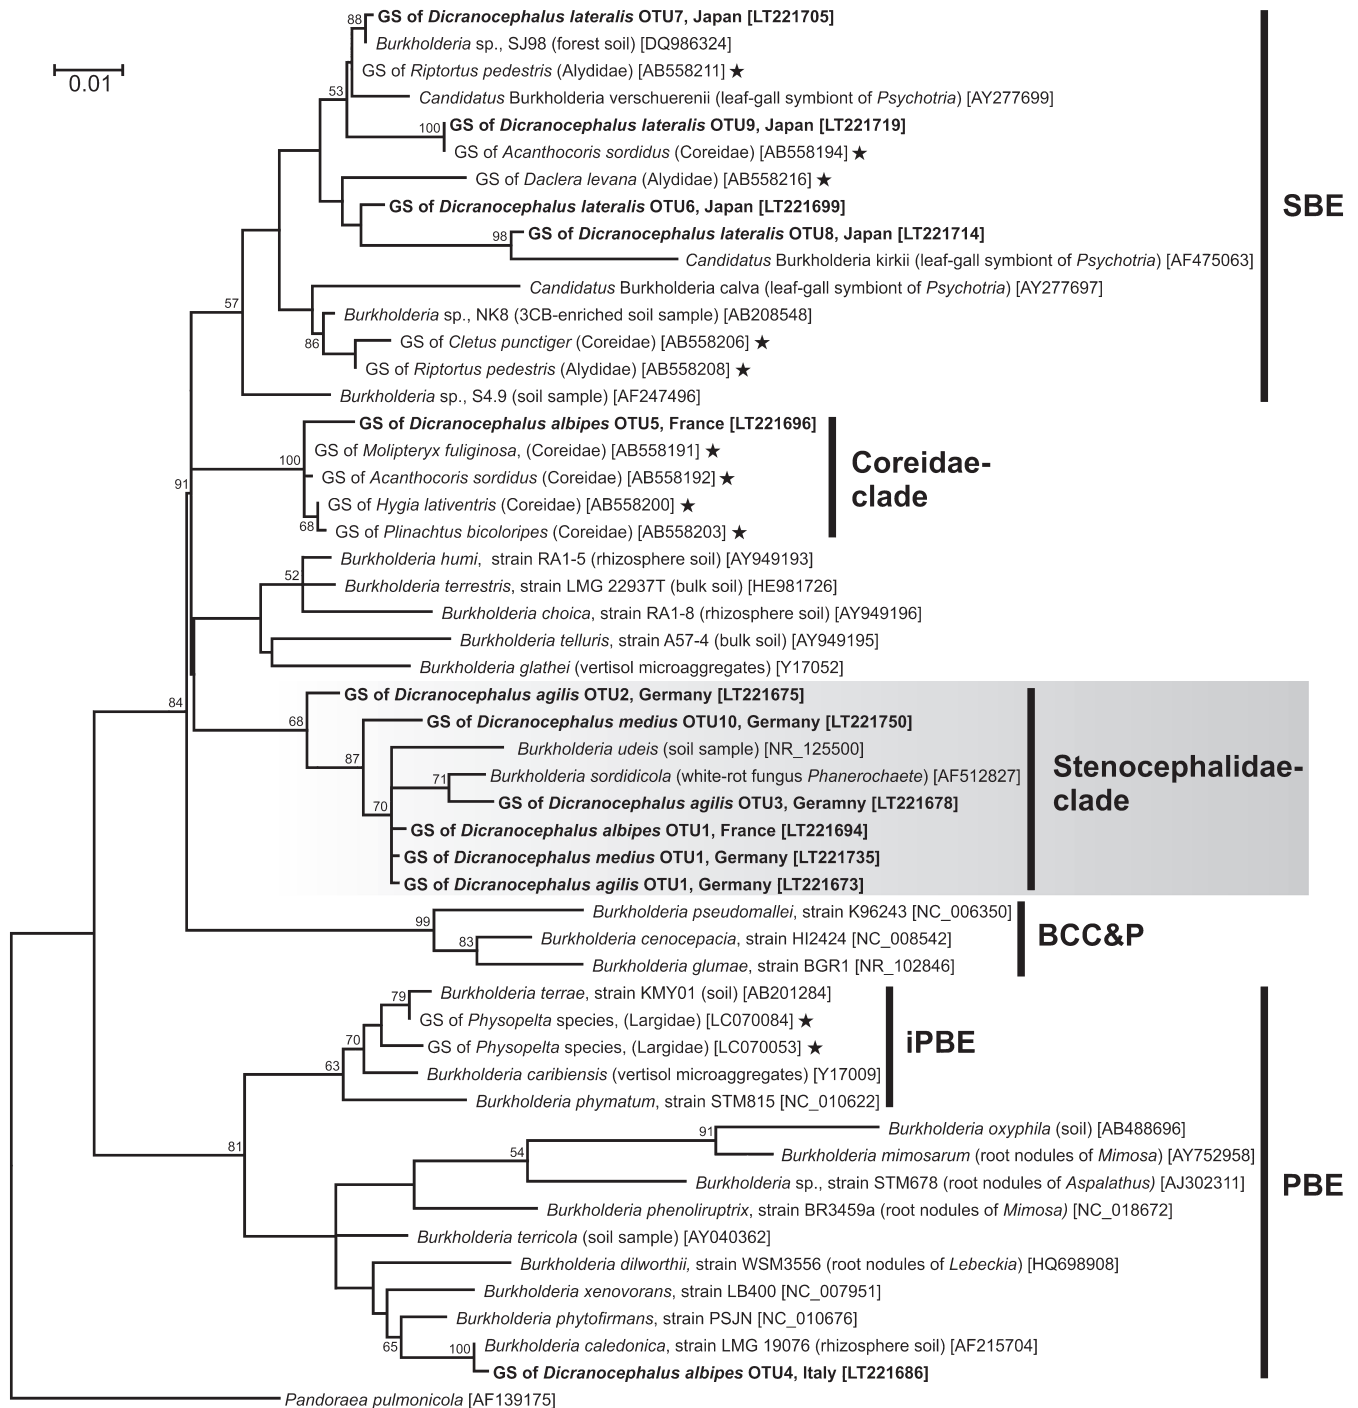 88 GS of Dicranocephalus lateralis OTU7, Japan [LT221705]
Burkholderia sp., SJ98 (forest soil) [DQ986324]
0.01
GS of Riptortus pedestris (Alydidae) [AB558211] ★
53
Candidatus Burkholderia verschuerenii (leaf-gall symbiont of Psychotria) [AY277699]
100 GS of Dicranocephalus lateralis OTU9, Japan [LT221719]
GS of Acanthocoris sordidus (Coreidae) [AB558194] ★
GS of Daclera levana (Alydidae) [AB558216] ★
GS of Dicranocephalus lateralis OTU6, Japan [LT221699]
SBE
98 GS of Dicranocephalus lateralis OTU8, Japan [LT221714]
Candidatus Burkholderia kirkii (leaf-gall symbiont of Psychotria) [AF475063]
Candidatus Burkholderia calva (leaf-gall symbiont of Psychotria) [AY277697]
57
Burkholderia sp., NK8 (3CB-enriched soil sample) [AB208548]
86 GS of Cletus punctiger (Coreidae) [AB558206] ★
GS of Riptortus pedestris (Alydidae) [AB558208] ★
Burkholderia sp., S4.9 (soil sample) [AF247496]
GS of Dicranocephalus albipes OTU5, France [LT221696]
GS of Molipteryx fuliginosa, (Coreidae) [AB558191] ★
100
Coreidae-
clade
GS of Acanthocoris sordidus (Coreidae) [AB558192] ★
91
GS of Hygia lativentris (Coreidae) [AB558200] ★
68 GS of Plinachtus bicoloripes (Coreidae) [AB558203] ★
Burkholderia humi, strain RA1-5 (rhizosphere soil) [AY949193]
52
Burkholderia terrestris, strain LMG 22937T (bulk soil) [HE981726]
Burkholderia choica, strain RA1-8 (rhizosphere soil) [AY949196]
Burkholderia telluris, strain A57-4 (bulk soil) [AY949195]
Burkholderia glathei (vertisol microaggregates) [Y17052]
GS of Dicranocephalus agilis OTU2, Germany [LT221675]
84
68 GS of Dicranocephalus medius OTU10, Germany [LT221750]
Burkholderia udeis (soil sample) [NR_125500]
87
Stenocephalidae-
clade
71 Burkholderia sordidicola (white-rot fungus Phanerochaete) [AF512827]
GS of Dicranocephalus agilis OTU3, Geramny [LT221678]
70
GS of Dicranocephalus albipes OTU1, France [LT221694]
GS of Dicranocephalus medius OTU1, Germany [LT221735]
GS of Dicranocephalus agilis OTU1, Germany [LT221673]
Burkholderia pseudomallei, strain K96243 [NC_006350]
99
BCC&P
83 Burkholderia cenocepacia, strain HI2424 [NC_008542]
Burkholderia glumae, strain BGR1 [NR_102846]
79 Burkholderia terrae, strain KMY01 (soil) [AB201284]
GS of Physopelta species, (Largidae) [LC070084] ★
70
iPBE
GS of Physopelta species, (Largidae) [LC070053] ★
63
Burkholderia caribiensis (vertisol microaggregates) [Y17009]
Burkholderia phymatum, strain STM815 [NC_010622]
Burkholderia oxyphila (soil) [AB488696]
91
81
54
Burkholderia mimosarum (root nodules of Mimosa) [AY752958]
Burkholderia sp., strain STM678 (root nodules of Aspalathus) [AJ302311]
PBE
Burkholderia phenoliruptrix, strain BR3459a (root nodules of Mimosa) [NC_018672]
Burkholderia terricola (soil sample) [AY040362]
Burkholderia dilworthii, strain WSM3556 (root nodules of Lebeckia) [HQ698908]
Burkholderia xenovorans, strain LB400 [NC_007951]
Burkholderia phytofirmans, strain PSJN [NC_010676]
65
100 Burkholderia caledonica, strain LMG 19076 (rhizosphere soil) [AF215704]
GS of Dicranocephalus albipes OTU4, Italy [LT221686]
Pandoraea pulmonicola [AF139175]